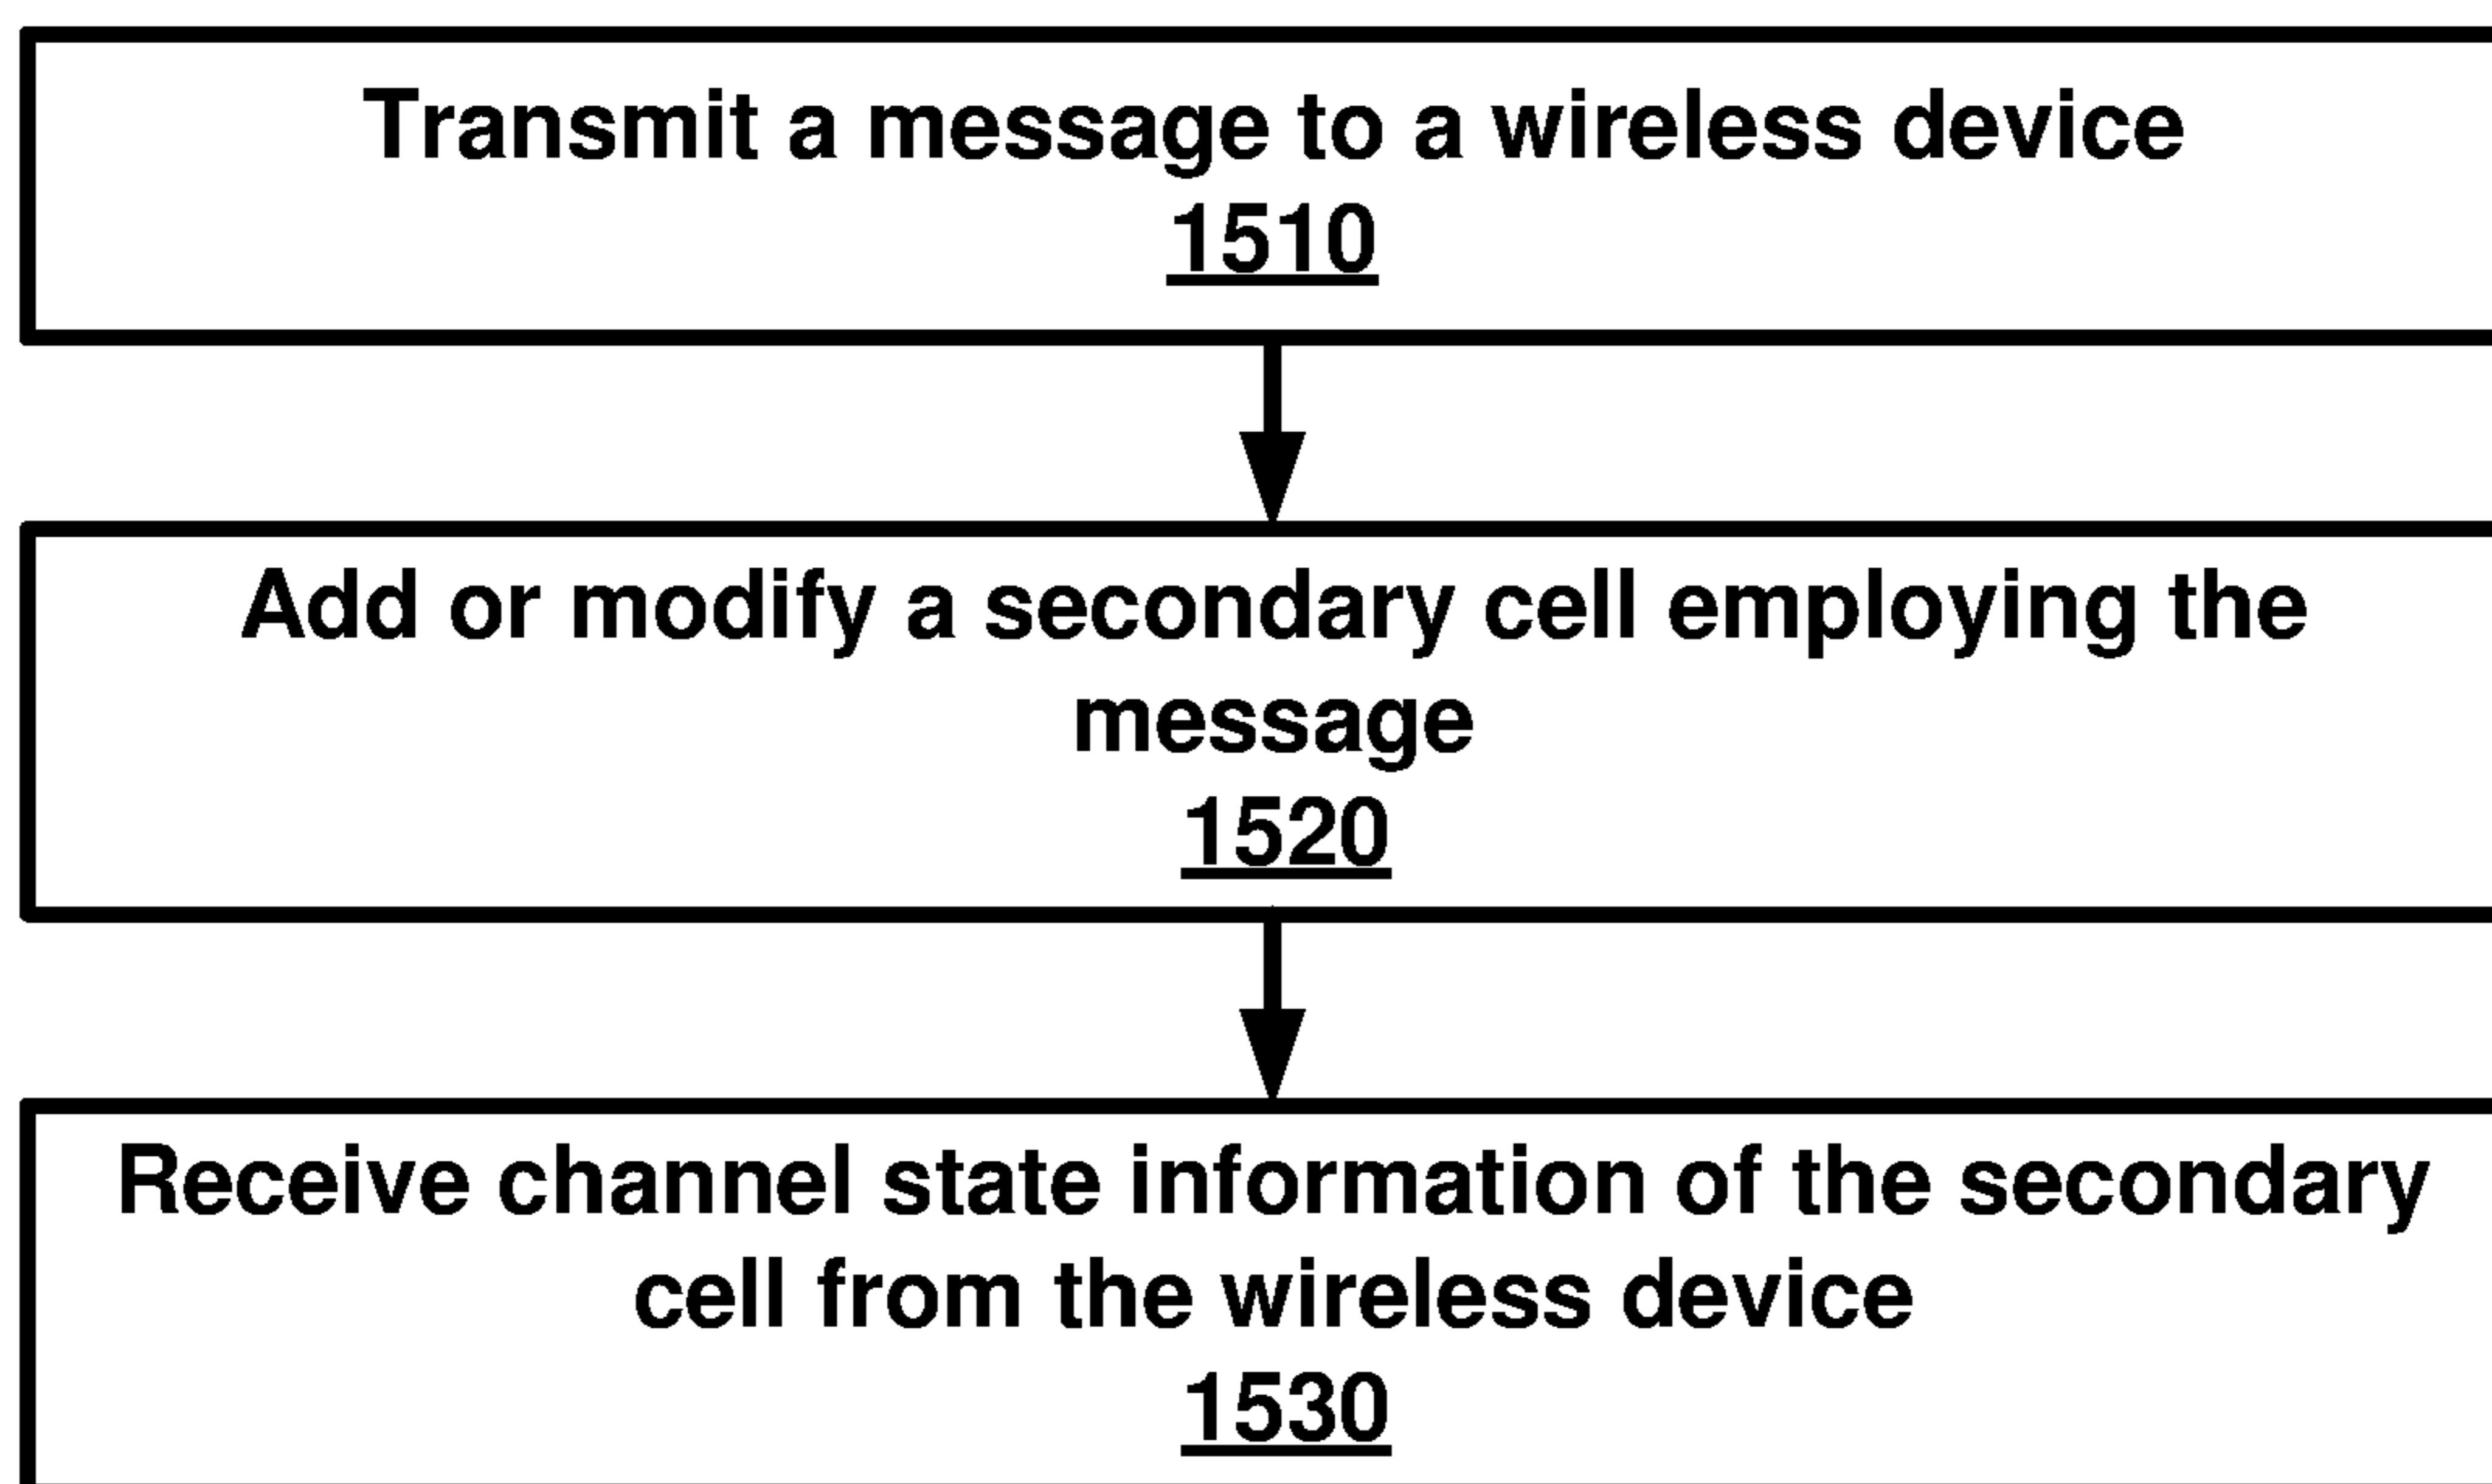 Transmit a message to a wireless device
1510
Add or modify a secondary cell employing the
message
1520
Receive channel state information of the secondary
cell from the wireless device
1530